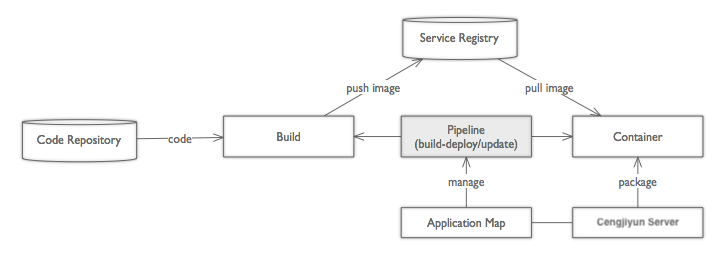 Service Registry
push image
pull image
Code Repository
code
Build
Pipeline
(build-deploy/update)
Container
manage
package
Application Map
Cengjiyun Server